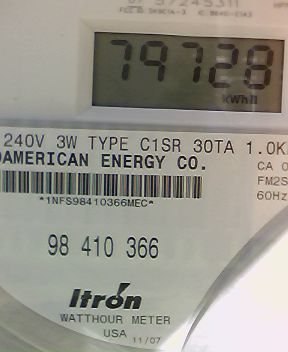 79728
kWh
240V 3W TYPE C1SR 30TA 1.0K
AMERICAN ENERGY CO.
CA
FM2S
60Hz
*1NFS98410366MEC*
98 410 366
Itrón
WATTHOUR METER
USA 11/07